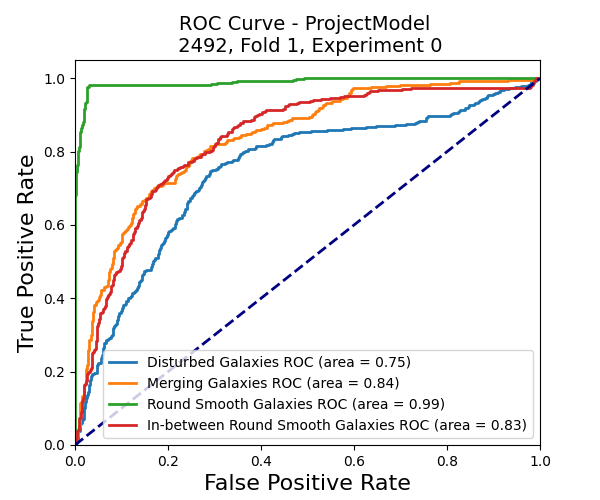 ROC Curve - ProjectModel
2492, Fold 1, Experiment 0
True Positive Rate
1.0
0.8
0.6
0.4
0.2
0.0
Disturbed Galaxies ROC (area = 0.75)
Merging Galaxies ROC (area = 0.84)
Round Smooth Galaxies ROC (area = 0.99)
In-between Round Smooth Galaxies ROC (area = 0.83)
0.0 0.2 0.4 0.6 0.8 1.0
False Positive Rate